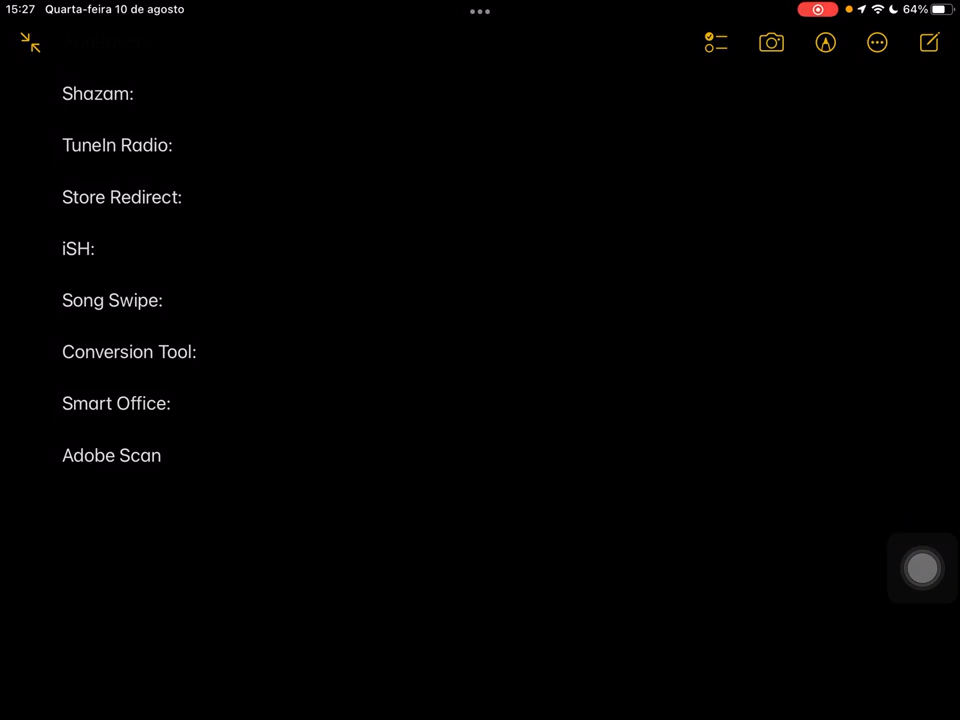 15:27 Quarta-feira 10 de agosto
64%
Shazam:
TuneIn Radio:
Store Redirect:
iSH:
Song Swipe:
Conversion Tool:
Smart Office:
Adobe Scan